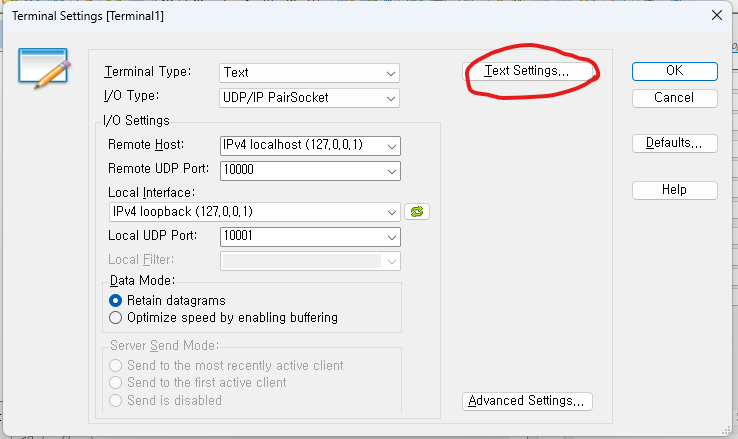 Terminal Settings [Terminal1]
Terminal Type: Text
Text Settings...
OK
I/O Type: UDP/IP PairSocket
Cancel
I/O Settings
Remote Host: IPv4 localhost (127,0,0,1)
Defaults...
Remote UDP Port: 10000
Local Interface:
Help
IPv4 loopback (127,0,0,1)
Local UDP Port: 10001
Local Filter:
Data Mode:
Retain datagrams
Optimize speed by enabling buffering
Server Send Mode:
Send to the most recently active client
Send to the first active client
Send is disabled
Advanced Settings...